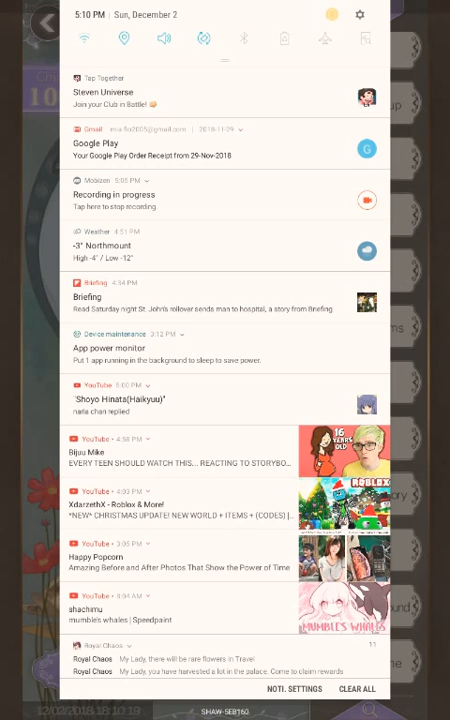 5:10 PM | Sun, December 2
Tap Together
Steven Universe
Join your Club in Battle!
Gmail mia.flo2005@gmail.com | 2018-11-29
Google Play
Your Google Play Order Receipt from 29-Nov-2018
G
Mobizen 5:05 PM
Recording in progress
Tap here to stop recording.
Weather 4:51 PM
-3° Northmount
High -4° / Low -12°
Briefing 4:34 PM
Briefing
Read Saturday night St. John's rollover sends man to hospital, a story from Briefing
Device maintenance 3:12 PM
App power monitor
Put 1 app running in the background to sleep to save power.
YouTube 5:00 PM
"Shoyo Hinata(Haikyuu)"
narla chan replied
YouTube • 4:58 PM
Bijuu Mike
EVERY TEEN SHOULD WATCH THIS... REACTING TO STORYBO...
16 YEARS OLD
YouTube • 4:03 PM
XdarzethX - Roblox & More!
*NEW* CHRISTMAS UPDATE! NEW WORLD + ITEMS + (CODES) |...
ROBLOX
YouTube • 3:05 PM
Happy Popcorn
Amazing Before and After Photos That Show the Power of Time
YouTube • 8:04 AM
shachimu
mumble's whales | Speedpaint
MUMBLE'S WHALES
Royal Chaos 11
Royal Chaos My Lady, there will be rare flowers in Travel
Royal Chaos My Lady, you have harvested a lot in the palace. Come to claim rewards
NOTI. SETTINGS CLEAR ALL
12/02/2018 18:10:19
SHAW-5EB160